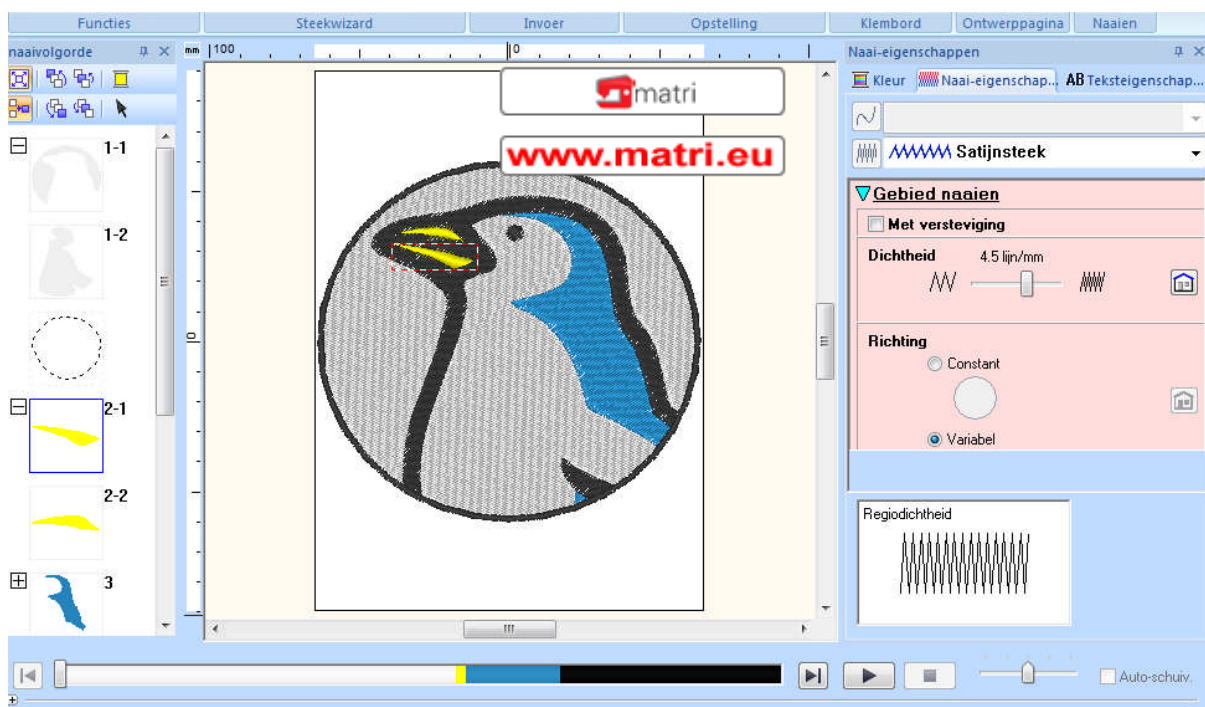 Functies Steekwizard Invoer Opstelling Klembord Ontwerppagina Naaien
naaivolgorde
mm
100
0
0
1-1
1-2
2-1
2-2
3
matri
www.matri.eu
Naai-eigenschappen
Kleur Naai-eigenschap... AB Teksteigenschap...
Satijnsteek
Gebied naaien
Met versteviging
Dichtheid 4.5 lijn/mm
Richting
Constant
Variabel
Regiodichtheid
Auto-schuiv.